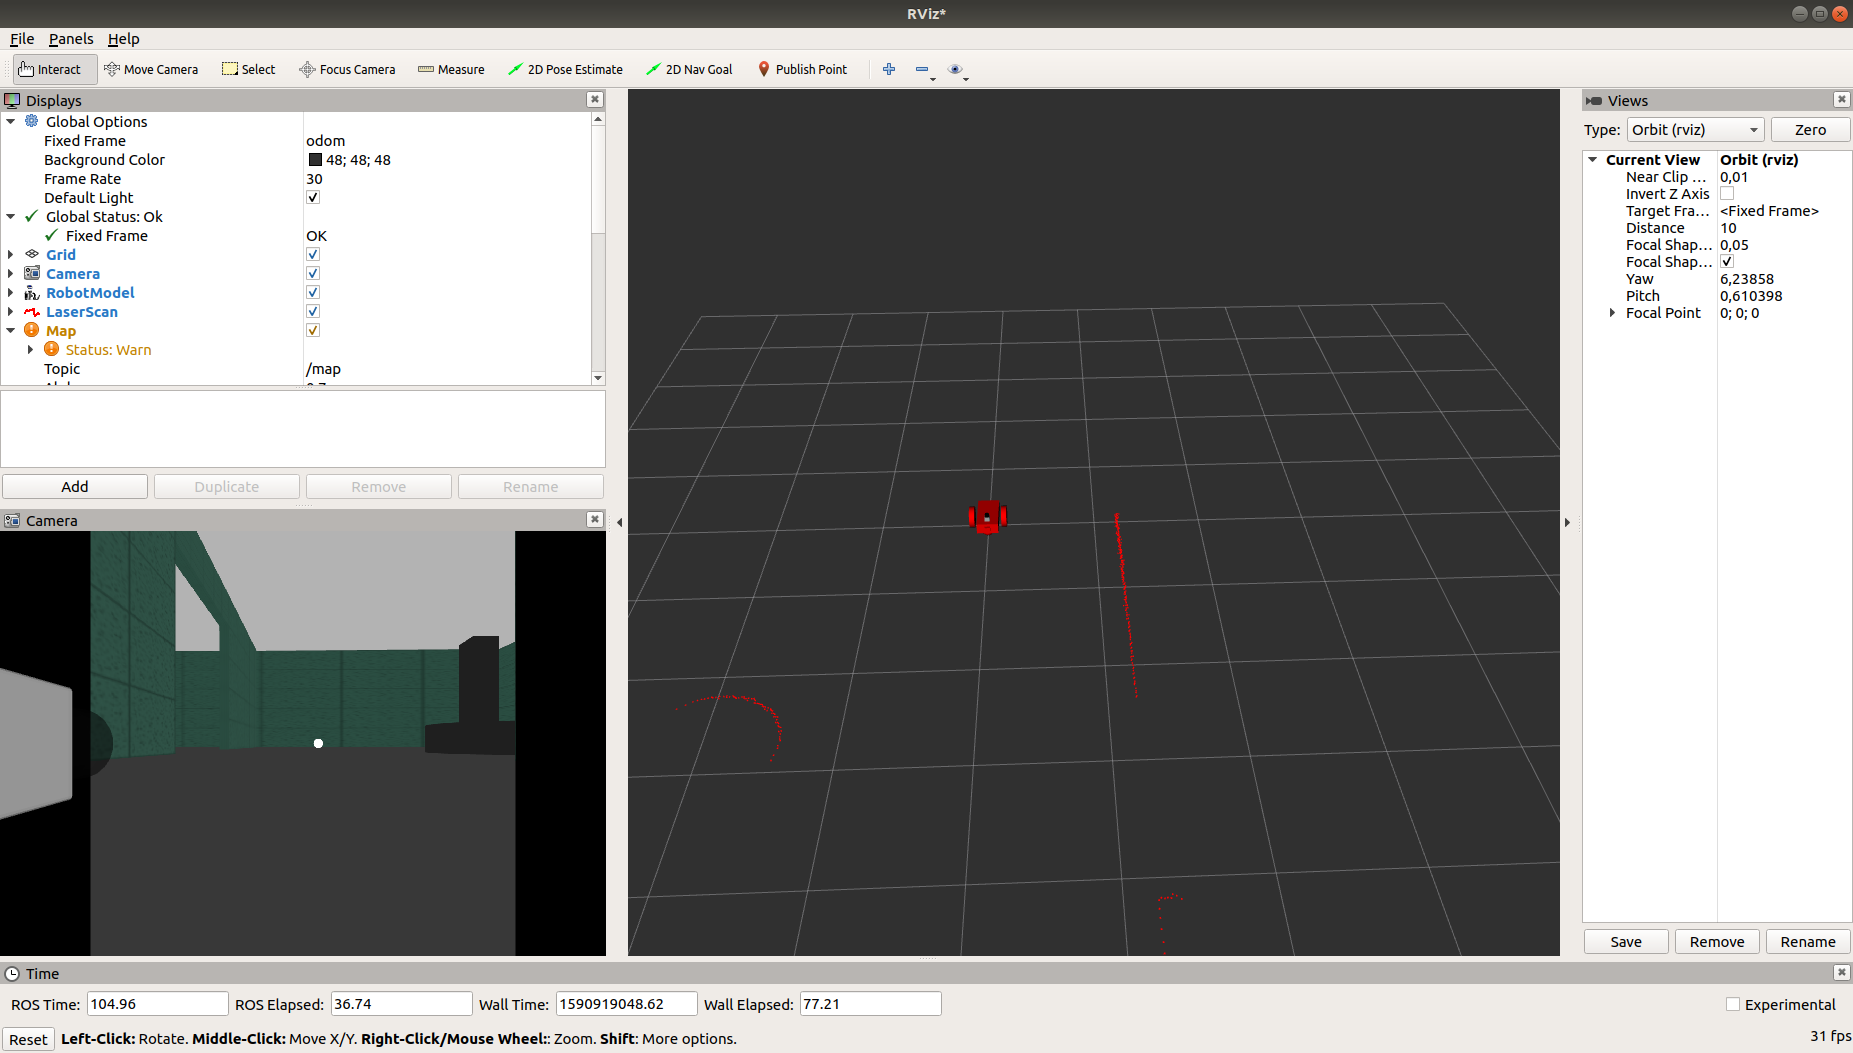 RViz*
File Panels Help
Interact Move Camera Select Focus Camera Measure 2D Pose Estimate 2D Nav Goal Publish Point
Displays
Global Options
Fixed Frame odom
Background Color 48; 48; 48
Frame Rate 30
Default Light
Global Status: Ok
Fixed Frame OK
Grid
Camera
RobotModel
LaserScan
Map
Status: Warn
Topic /map
Add Duplicate Remove Rename
Camera
Views
Type: Orbit (rviz) Zero
Current View Orbit (rviz)
Near Clip ... 0,01
Invert Z Axis
Target Fra... <Fixed Frame>
Distance 10
Focal Shap... 0,05
Focal Shap...
Yaw 6,23858
Pitch 0,610398
Focal Point 0; 0; 0
Save Remove Rename
Time
ROS Time: 104.96 ROS Elapsed: 36.74 Wall Time: 1590919048.62 Wall Elapsed: 77.21 Experimental
Reset Left-Click: Rotate. Middle-Click: Move X/Y. Right-Click/Mouse Wheel:: Zoom. Shift: More options. 31 fps